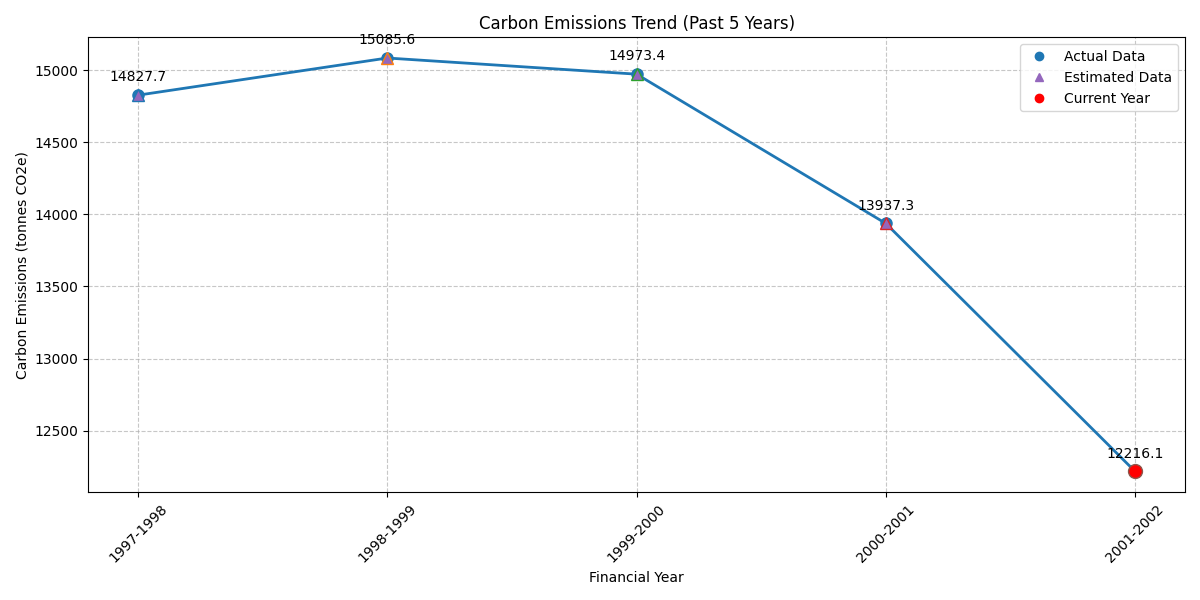 Carbon Emissions Trend (Past 5 Years)
15085.6
14973.4
14827.7
13937.3
12216.1
Actual Data
Estimated Data
Current Year
Carbon Emissions (tonnes CO2e)
15000
14500
14000
13500
13000
12500
1997-1998
1998-1999
1999-2000
2000-2001
2001-2002
Financial Year